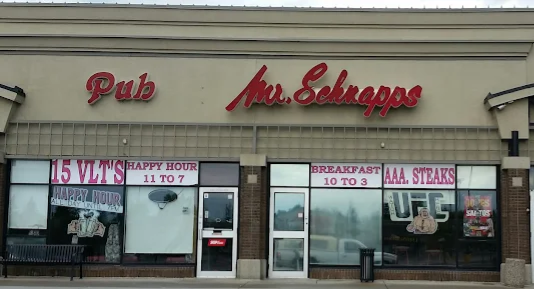 Pub
Mr. Schnapps
15 VLT'S
HAPPY HOUR
11 TO 7
BREAKFAST
10 TO 3
AAA. STEAKS
HAPPY HOUR
UFC